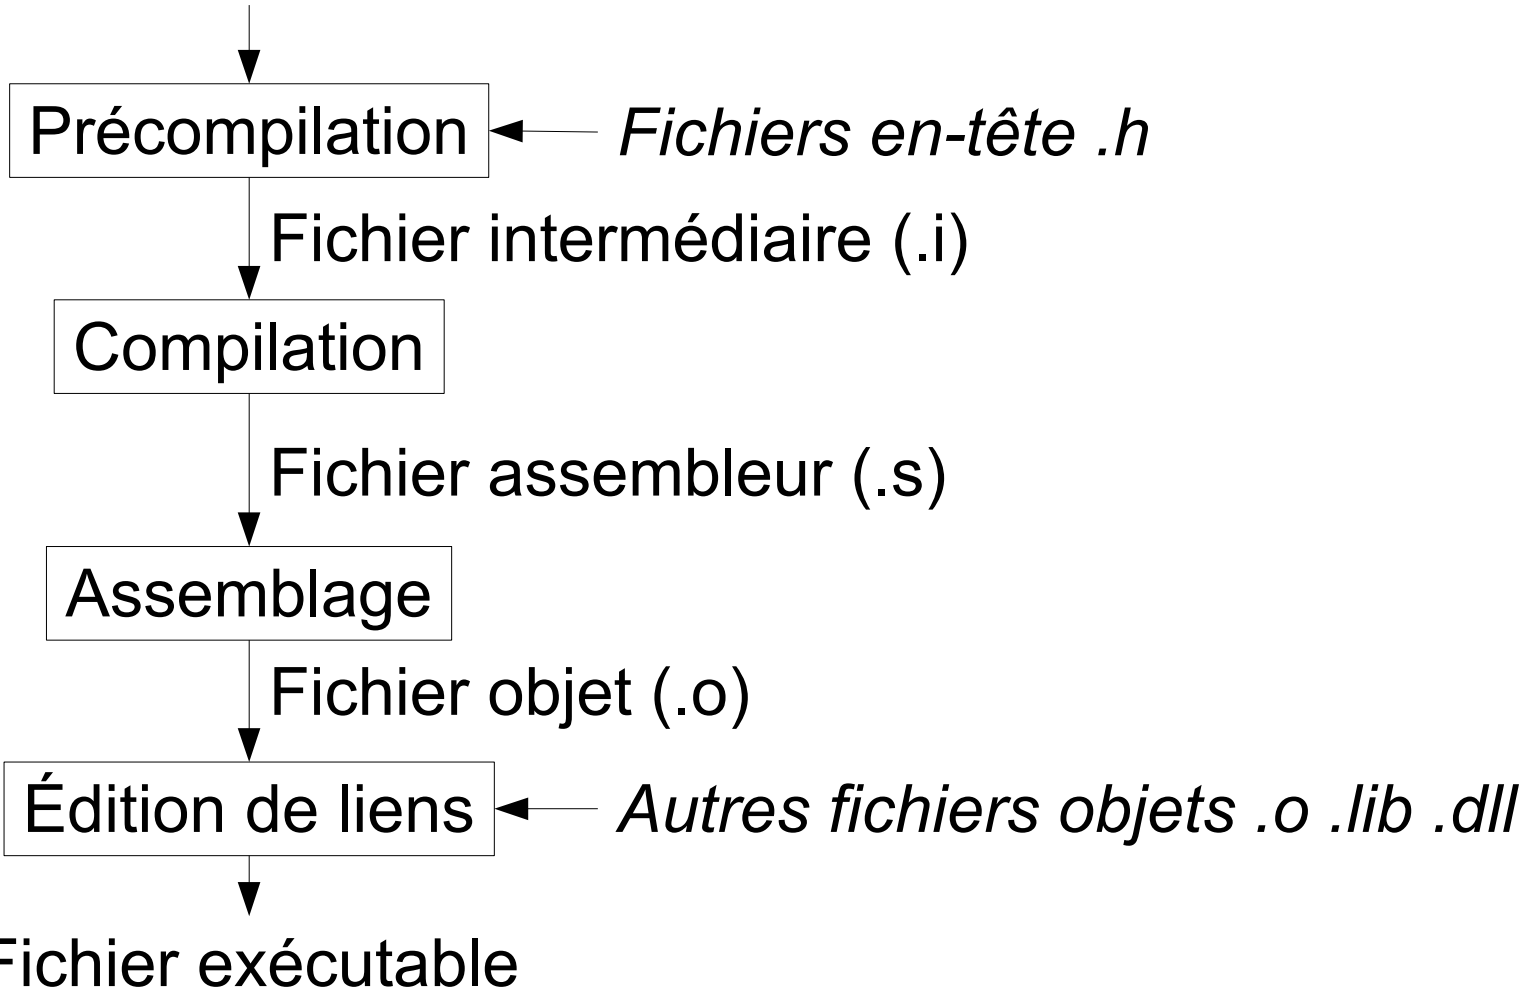 Précompilation
Fichiers en-tête .h
Fichier intermédiaire (.i)
Compilation
Fichier assembleur (.s)
Assemblage
Fichier objet (.o)
Édition de liens
Autres fichiers objets .o .lib .dll
Fichier exécutable